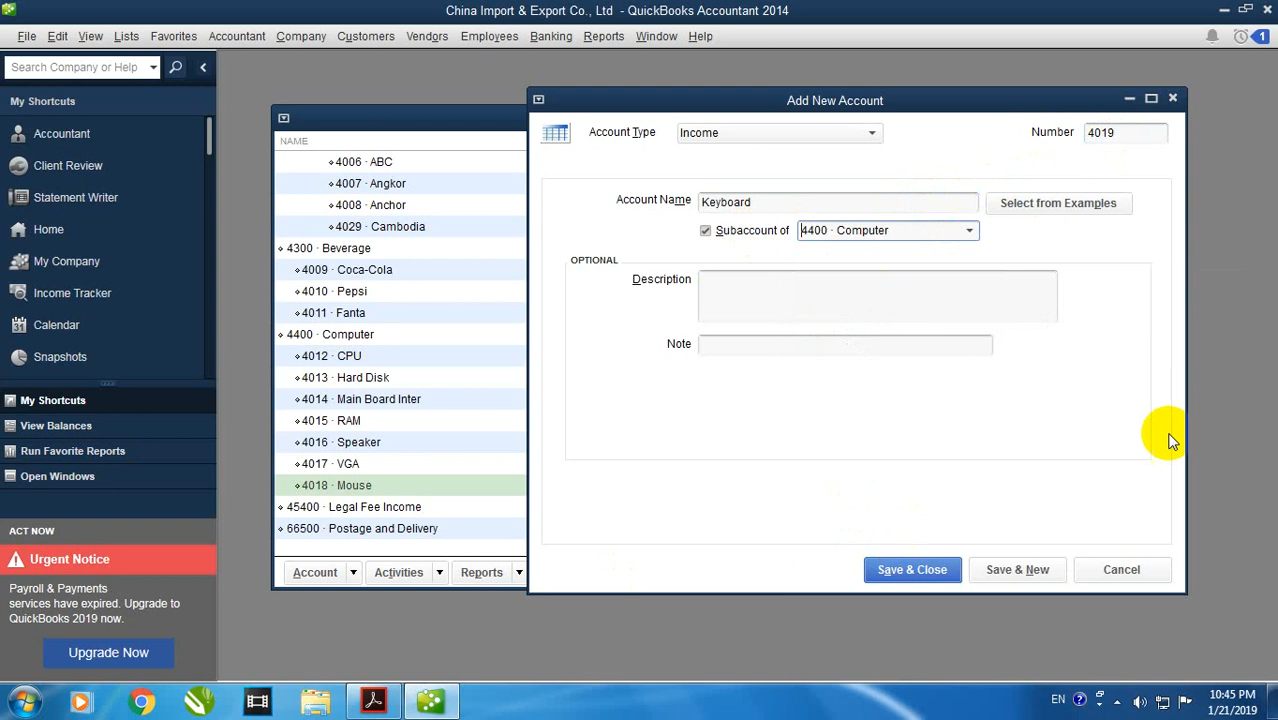 China Import & Export Co., Ltd - QuickBooks Accountant 2014
File Edit View Lists Favorites Accountant Company Customers Vendors Employees Banking Reports Window Help 1
Search Company or Help
My Shortcuts
Accountant
Client Review
Statement Writer
Home
My Company
Income Tracker
Calendar
Snapshots
My Shortcuts
View Balances
Run Favorite Reports
Open Windows
ACT NOW
Urgent Notice
Payroll & Payments
services have expired. Upgrade to
QuickBooks 2019 now.
Upgrade Now
NAME
4006 · ABC
4007 · Angkor
4008 · Anchor
4029 · Cambodia
4300 · Beverage
4009 · Coca-Cola
4010 · Pepsi
4011 · Fanta
4400 · Computer
4012 · CPU
4013 · Hard Disk
4014 · Main Board Inter
4015 · RAM
4016 · Speaker
4017 · VGA
4018 · Mouse
45400 · Legal Fee Income
66500 · Postage and Delivery
Account Activities Reports
Add New Account
Account Type Income Number 4019
Account Name Keyboard Select from Examples
Subaccount of 4400 · Computer
OPTIONAL
Description
Note
Save & Close Save & New Cancel
EN 10:45 PM
1/21/2019